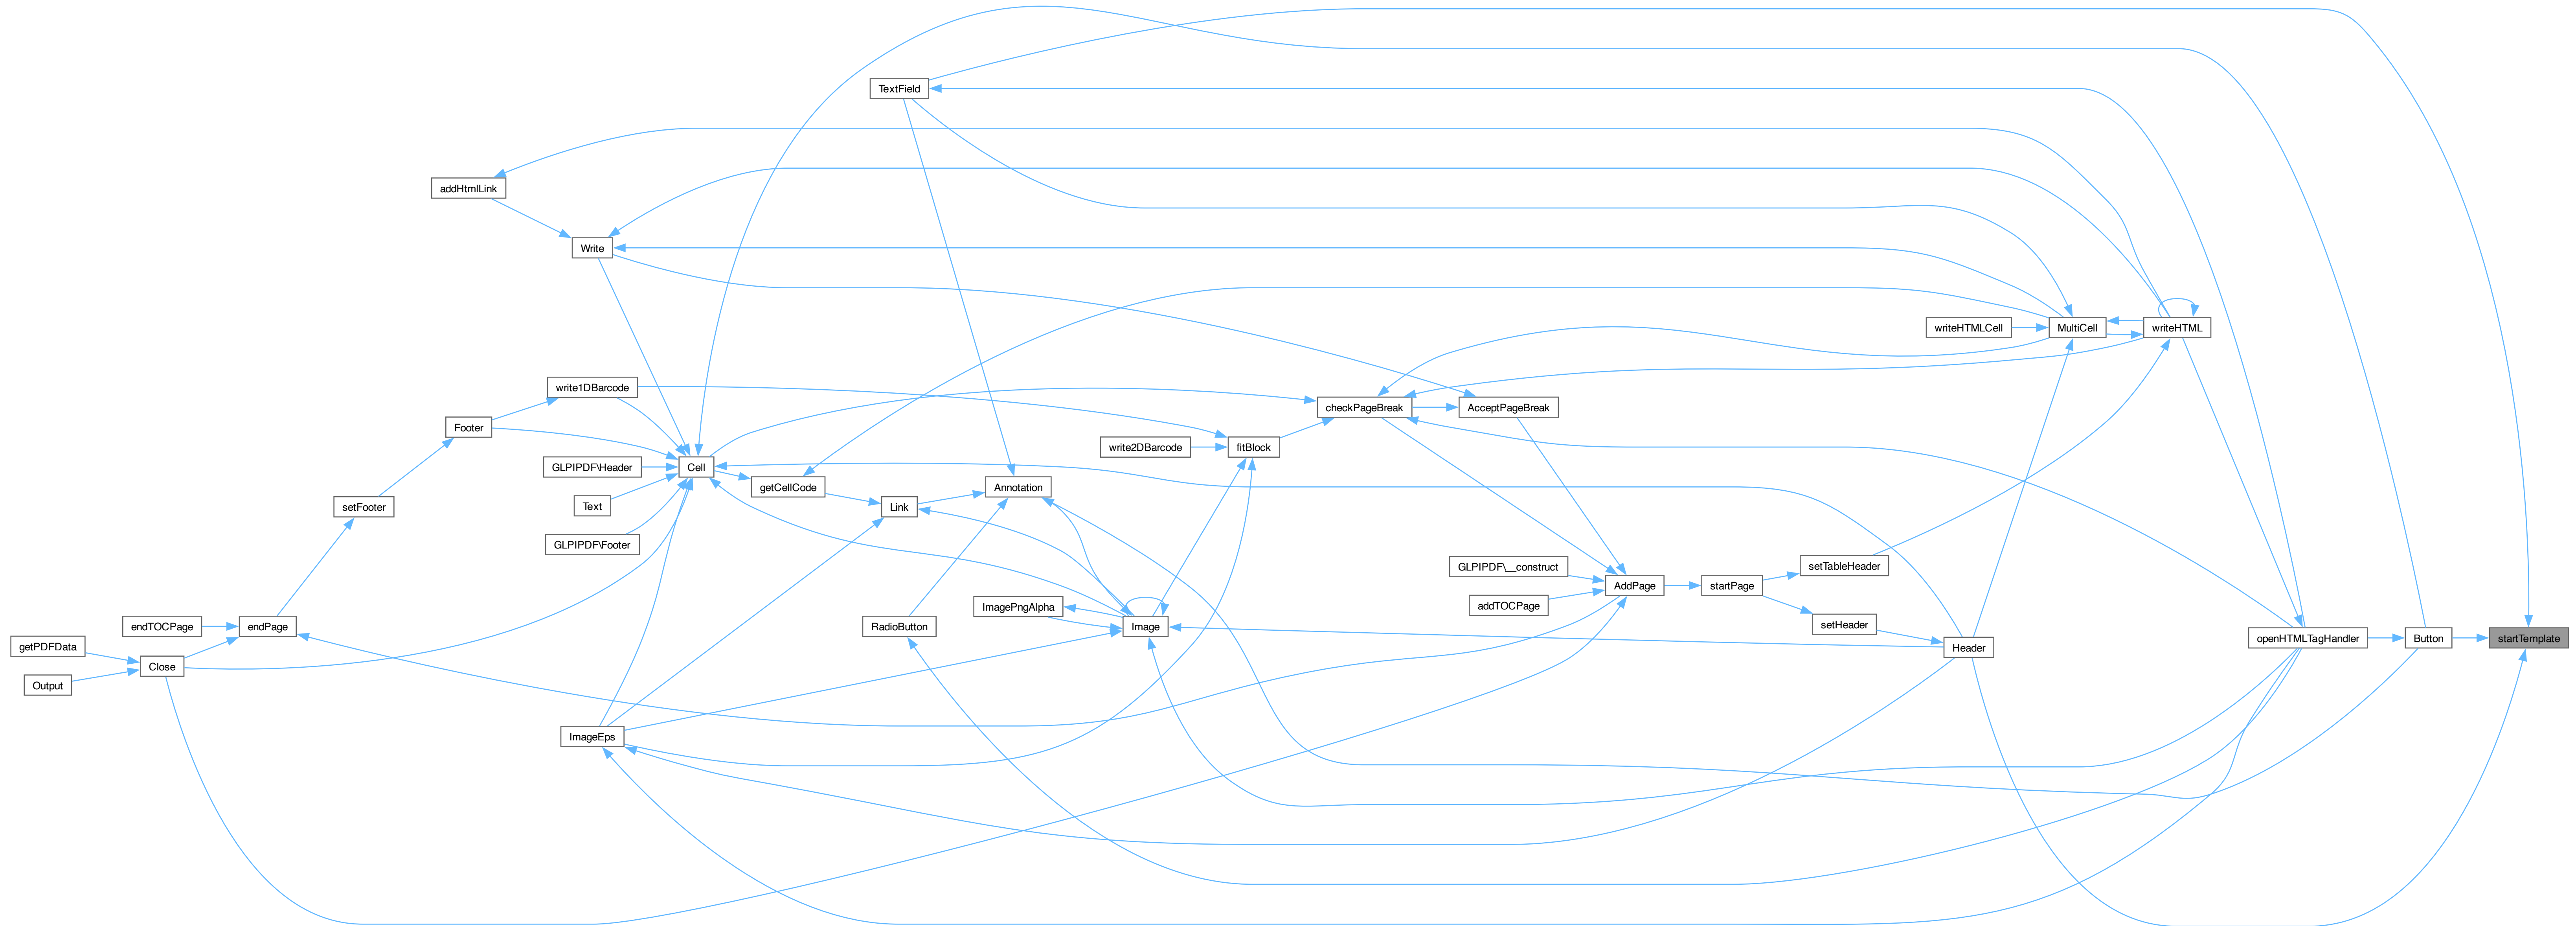 TextField
addHtmlLink
Write
writeHTMLCell
MultiCell
writeHTML
write1DBarcode
checkPageBreak
AcceptPageBreak
Footer
write2DBarcode
fitBlock
GLPIPDF\Header
Cell
getCellCode
Annotation
Text
Link
setFooter
GLPIPDF\Footer
GLPIPDF\__construct
setTableHeader
AddPage
startPage
addTOCPage
ImagePngAlpha
endTOCPage
endPage
RadioButton
Image
setHeader
openHTMLTagHandler
Button
startTemplate
getPDFData
Close
Header
Output
ImageEps